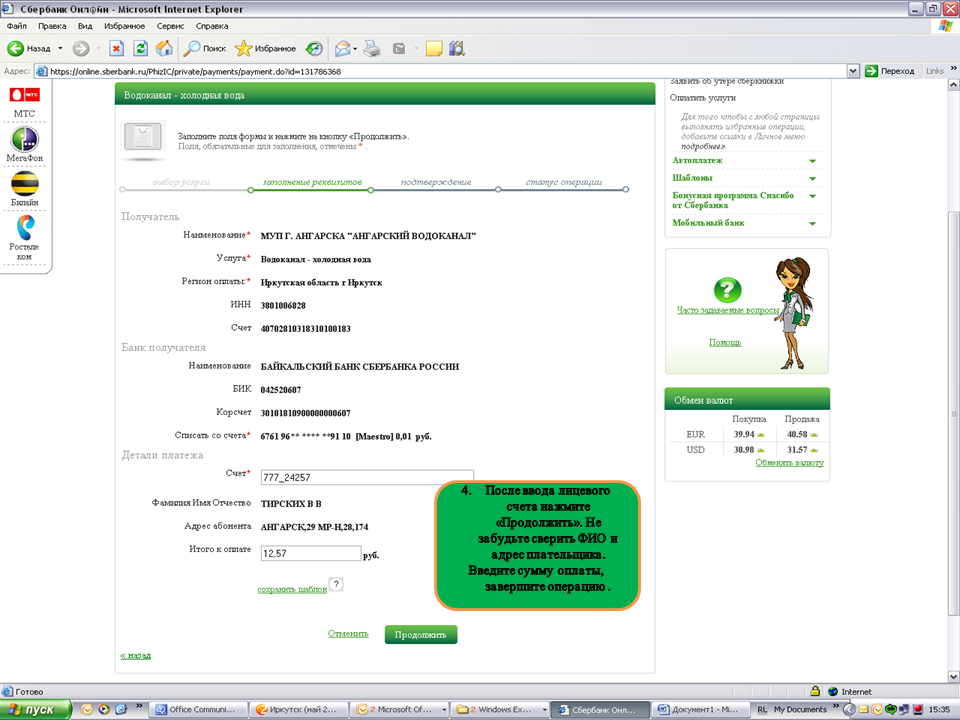 Сбербанк Онл@йн - Microsoft Internet Explorer
Файл Правка Вид Избранное Сервис Справка
Назад Поиск Избранное
Адрес: https://online.sberbank.ru/PhizIC/private/payments/payment.do?id=131786368 Переход Links »
МТС
МегаФон
Билайн
Ростеле
ком
Водоканал - холодная вода
Заполните поля формы и нажмите на кнопку «Продолжить».
Поля, обязательные для заполнения, отмечены * .
выбор услуги заполнение реквизитов подтверждение статус операции
Получатель
Наименование* МУП Г. АНГАРСКА "АНГАРСКИЙ ВОДОКАНАЛ"
Услуга* Водоканал - холодная вода
Регион оплаты:* Иркутская область г Иркутск
ИНН 3801006828
Счет 40702810318310100183
Банк получателя
Наименование БАЙКАЛЬСКИЙ БАНК СБЕРБАНКА РОССИИ
БИК 042520607
Корсчет 30101810900000000607
Списать со счета* 6761 96** **** **91 10 [Maestro] 0,01 руб.
Детали платежа
Счет* 777_24257
Фамилия Имя Отчество ТИРСКИХ В В
Адрес абонента АНГАРСК,29 МР-Н,28,174
Итого к оплате 12,57 руб.
сохранить шаблон ?
Отменить Продолжить
« назад
4. После ввода лицевого
счета нажмите
«Продолжить». Не
забудьте сверить ФИО и
адрес плательщика.
Введите сумму оплаты,
завершите операцию .
заявить об утере сберкнижки
Оплатить услуги
Для того чтобы с любой страницы
выполнять избранные операции,
добавьте ссылки в Личное меню
подробнее».
Автоплатеж
Шаблоны
Бонусная программа Спасибо
от Сбербанка
Мобильный банк
?
Часто задаваемые вопросы
Помощь
Обмен валют
Покупка Продажа
EUR 39.94 40.58
USD 30.98 31.57
Обменять валюту
Готово Internet
пуск » Office Communi... Иркутск (май 2... 2 Microsoft Of... 2 Windows Ex... Сбербанк Онл... Документ1 - Mi... RL My Documents » 15:35